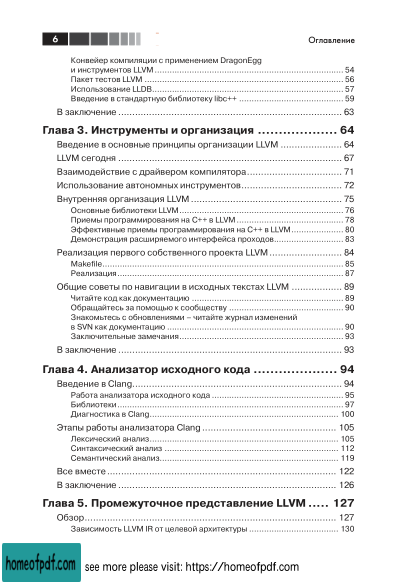 6 Оглавление
Конвейер компиляции с применением DragonEgg
и инструментов LLVM ... 54
Пакет тестов LLVM ... 56
Использование LLDB ... 57
Введение в стандартную библиотеку libc++ ... 59
В заключение ... 63
Глава 3. Инструменты и организация ... 64
Введение в основные принципы организации LLVM ... 64
LLVM сегодня ... 67
Взаимодействие с драйвером компилятора ... 71
Использование автономных инструментов ... 72
Внутренняя организация LLVM ... 75
Основные библиотеки LLVM ... 76
Приемы программирования на C++ в LLVM ... 78
Эффективные приемы программирования на C++ в LLVM ... 80
Демонстрация расширяемого интерфейса проходов ... 83
Реализация первого собственного проекта LLVM ... 84
Makefile ... 85
Реализация ... 87
Общие советы по навигации в исходных текстах LLVM ... 89
Читайте код как документацию ... 89
Обращайтесь за помощью к сообществу ... 90
Знакомьтесь с обновлениями – читайте журнал изменений
в SVN как документацию ... 90
Заключительные замечания ... 93
В заключение ... 93
Глава 4. Анализатор исходного кода ... 94
Введение в Clang ... 94
Работа анализатора исходного кода ... 95
Библиотеки ... 97
Диагностика в Clang ... 100
Этапы работы анализатора Clang ... 105
Лексический анализ ... 105
Синтаксический анализ ... 112
Семантический анализ ... 119
Все вместе ... 122
В заключение ... 126
Глава 5. Промежуточное представление LLVM ... 127
Обзор ... 127
Зависимость LLVM IR от целевой архитектуры ... 130
homeofpdf.com see more please visit: https://homeofpdf.com